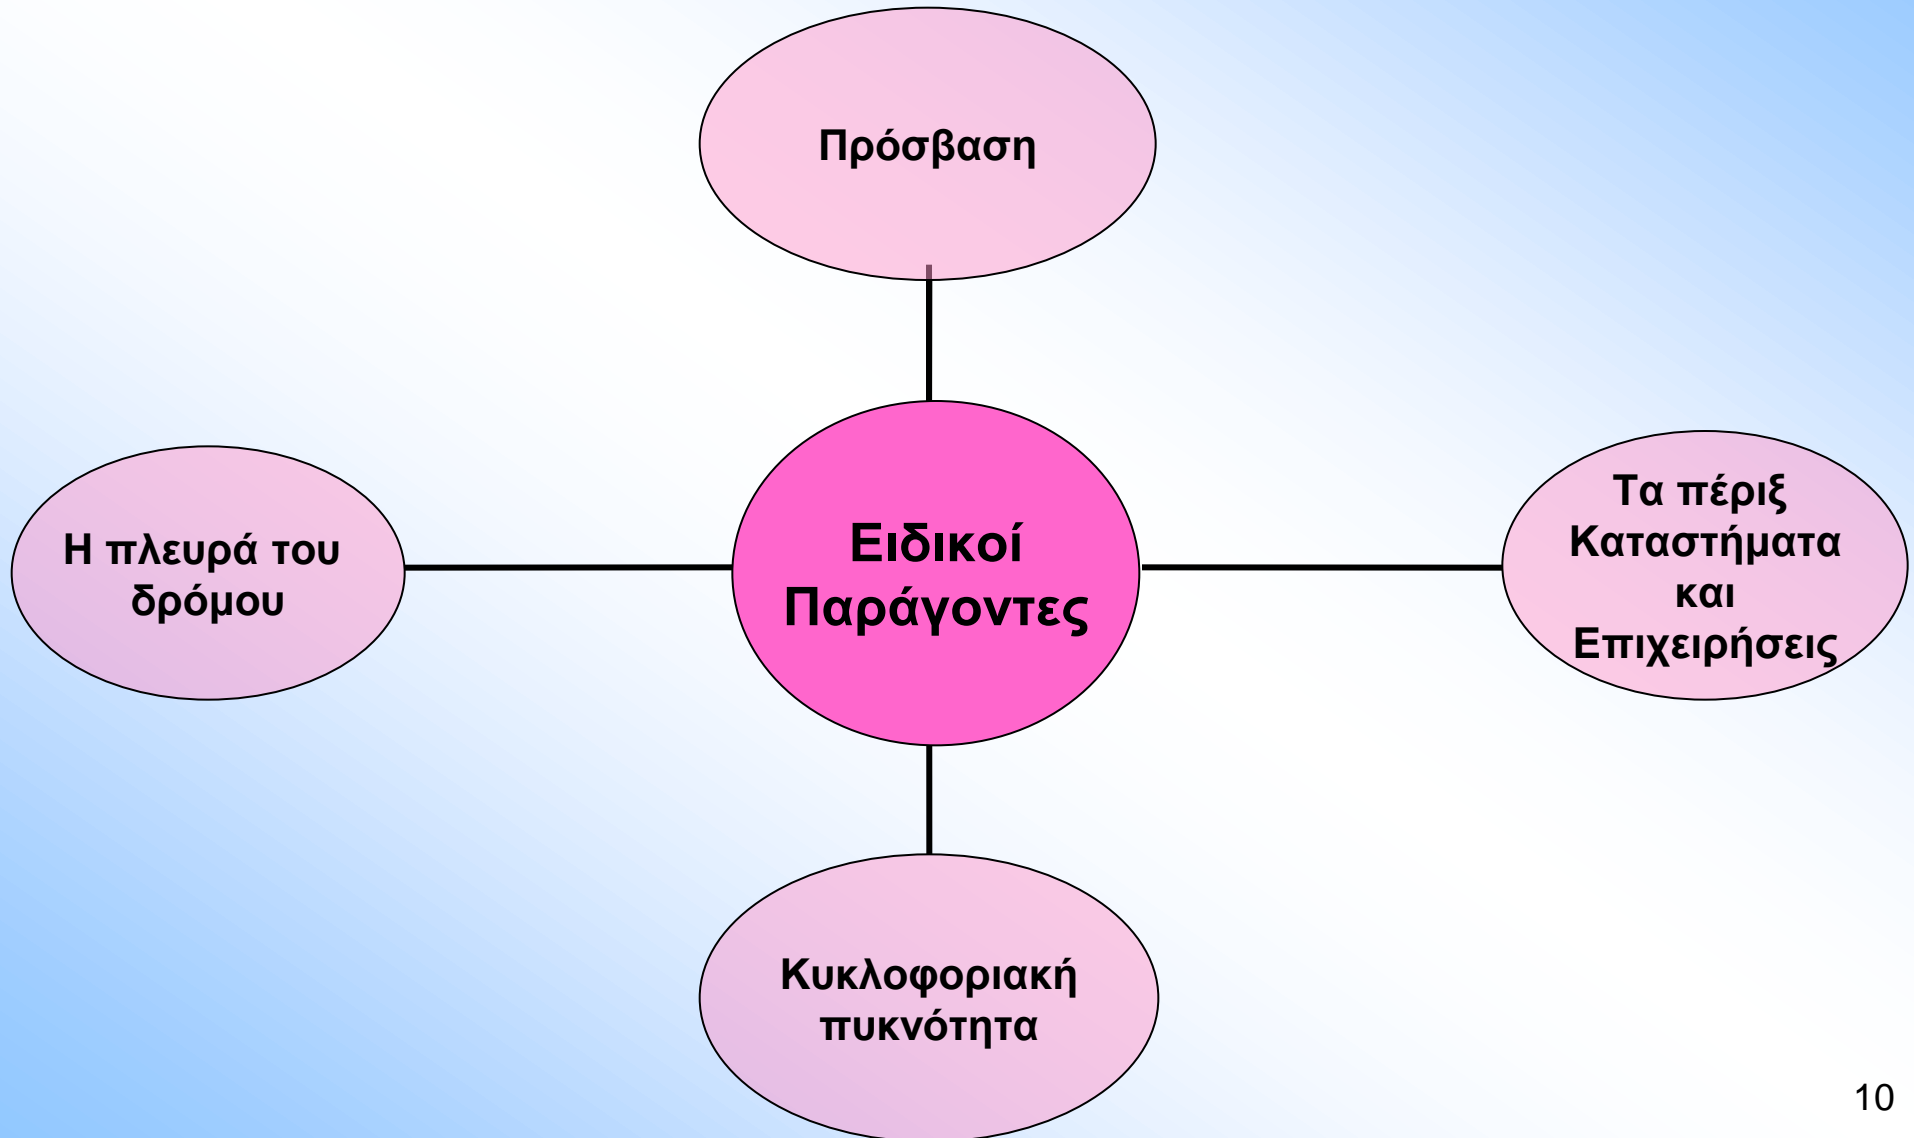 Πρόσβαση
Η πλευρά του
δρόμου
Ειδικοί
Παράγοντες
Τα πέριξ
Καταστήματα
και
Επιχειρήσεις
Κυκλοφοριακή
πυκνότητα
10